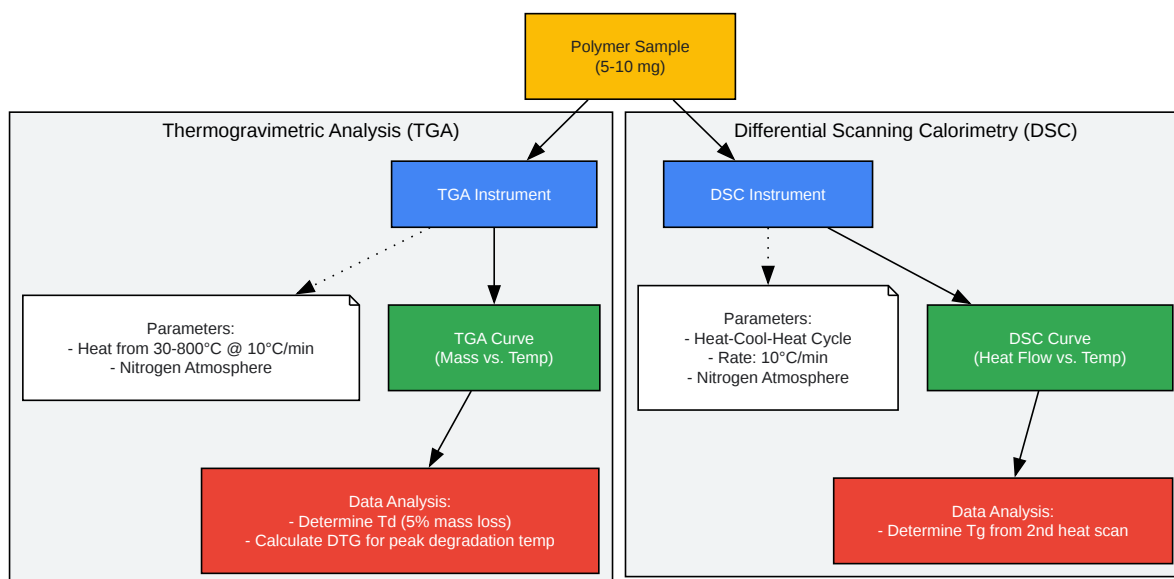 Polymer Sample
(5-10 mg)
Thermogravimetric Analysis (TGA)
TGA Instrument
Parameters:
- Heat from 30-800°C @ 10°C/min
- Nitrogen Atmosphere
TGA Curve
(Mass vs. Temp)
Data Analysis:
- Determine Td (5% mass loss)
- Calculate DTG for peak degradation temp
Differential Scanning Calorimetry (DSC)
DSC Instrument
Parameters:
- Heat-Cool-Heat Cycle
- Rate: 10°C/min
- Nitrogen Atmosphere
DSC Curve
(Heat Flow vs. Temp)
Data Analysis:
- Determine Tg from 2nd heat scan